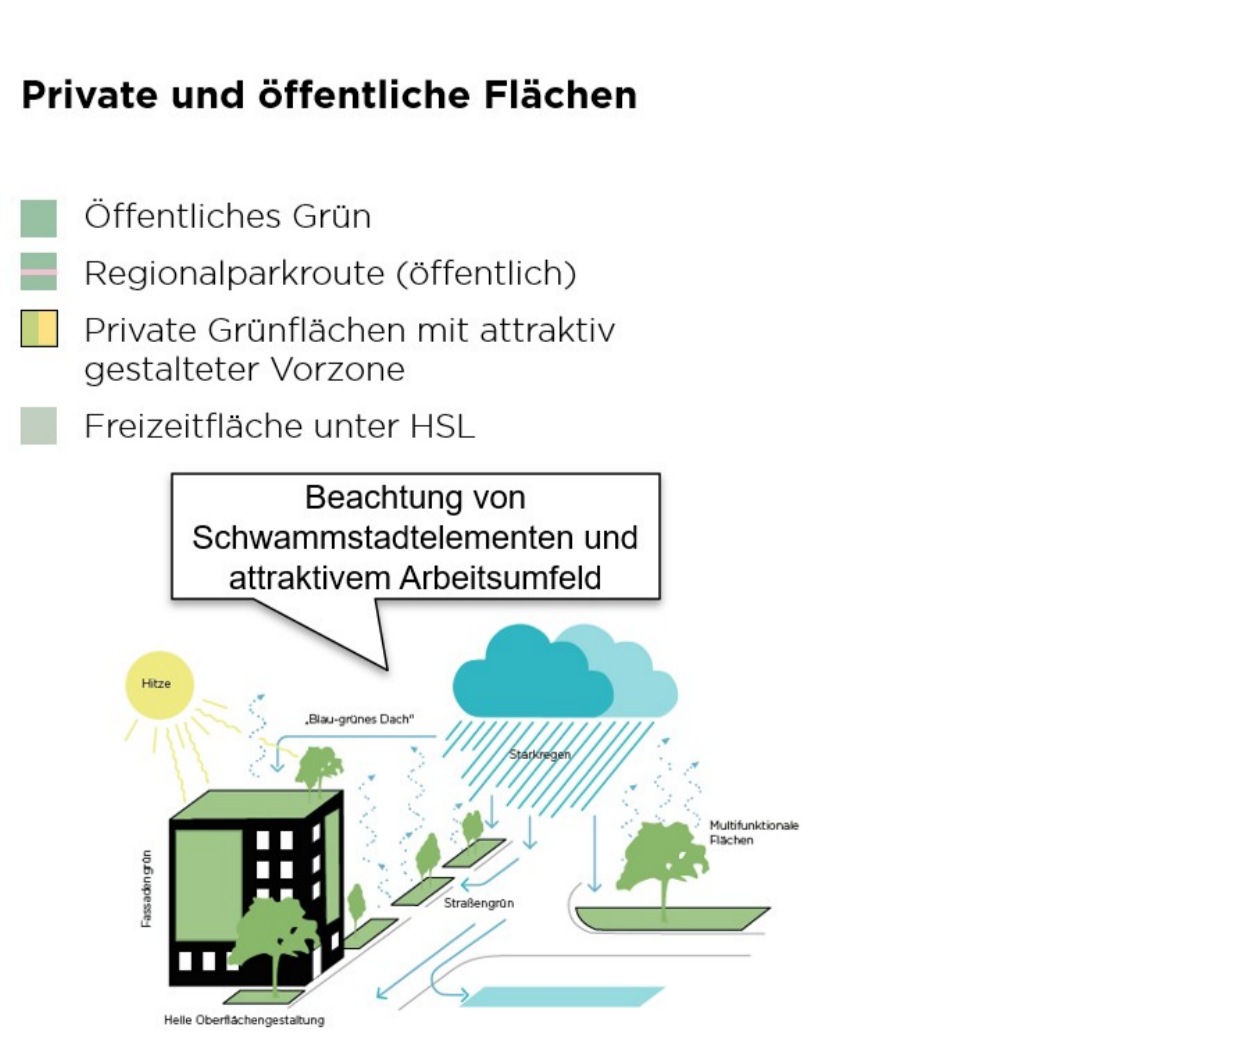 Private und öffentliche Flächen
Öffentliches Grün
Regionalparkroute (öffentlich)
Private Grünflächen mit attraktiv
gestalteter Vorzone
Freizeitfläche unter HSL
Beachtung von
Schwammstadtelementen und
attraktivem Arbeitsumfeld
Hitze
„Blau-grünes Dach"
Starkregen
Multifunktionale
Flächen
Fassadengrün
Straßengrün
Helle Oberflächengestaltung